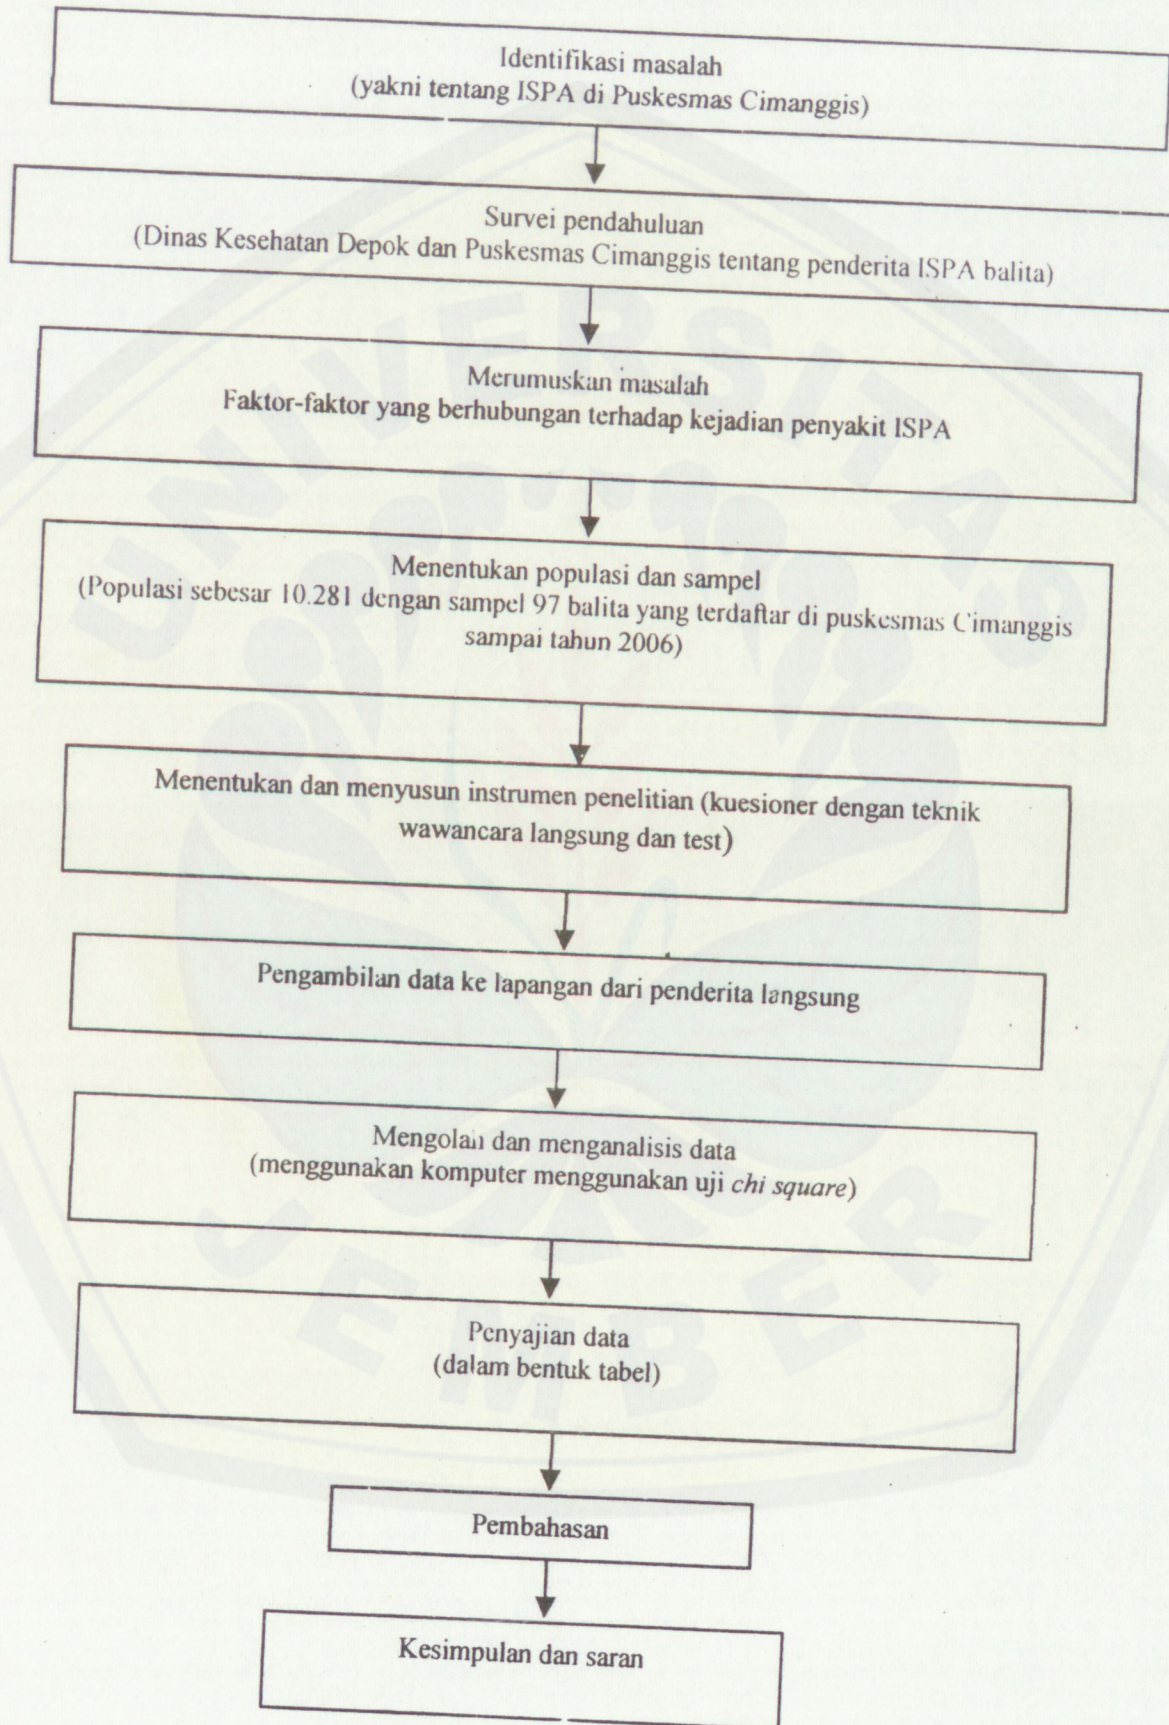 Identifikasi masalah
(yakni tentang ISPA di Puskesmas Cimanggis)
Survei pendahuluan
(Dinas Kesehatan Depok dan Puskesmas Cimanggis tentang penderita ISPA balita)
Merumuskan masalah
Faktor-faktor yang berhubungan terhadap kejadian penyakit ISPA
Menentukan populasi dan sampel
(Populasi sebesar 10.281 dengan sampel 97 balita yang terdaftar di puskesmas Cimanggis
sampai tahun 2006)
Menentukan dan menyusun instrumen penelitian (kuesioner dengan teknik
wawancara langsung dan test)
Pengambilan data ke lapangan dari penderita langsung
Mengolah dan menganalisis data
(menggunakan komputer menggunakan uji chi square)
Penyajian data
(dalam bentuk tabel)
Pembahasan
Kesimpulan dan saran
UNIVERSITAS
JEMBER